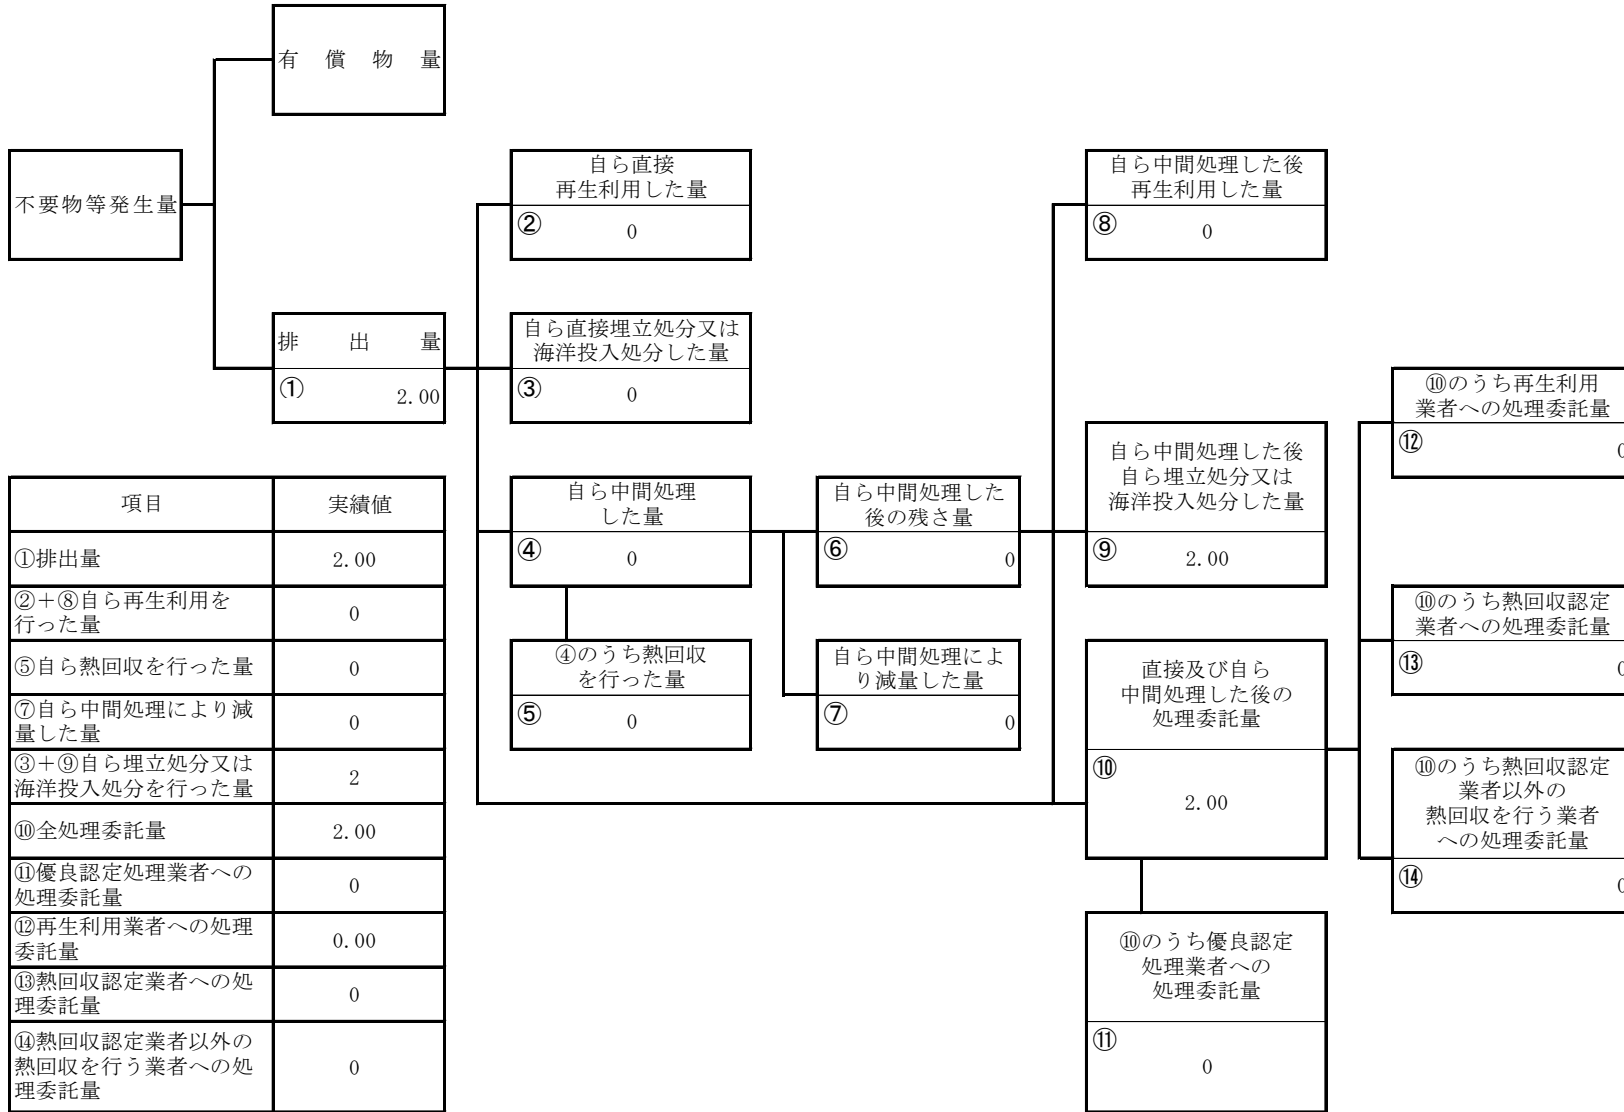 有償物量
不要物等発生量
排出量
① 2.00
自ら直接
再生利用した量
② 0
自ら直接埋立処分又は
海洋投入処分した量
③ 0
自ら中間処理
した量
④ 0
④のうち熱回収
を行った量
⑤ 0
自ら中間処理した
後の残さ量
⑥ 0
自ら中間処理によ
り減量した量
⑦ 0
自ら中間処理した後
再生利用した量
⑧ 0
自ら中間処理した後
自ら埋立処分又は
海洋投入処分した量
⑨ 2.00
直接及び自ら
中間処理した後の
処理委託量
⑩
2.00
⑩のうち優良認定
処理業者への
処理委託量
⑪
0
⑩のうち再生利用
業者への処理委託量
⑫ 0
⑩のうち熱回収認定
業者への処理委託量
⑬ 0
⑩のうち熱回収認定
業者以外の
熱回収を行う業者
への処理委託量
⑭ 0
項目 実績値
①排出量 2.00
②+⑧自ら再生利用を
行った量 0
⑤自ら熱回収を行った量 0
⑦自ら中間処理により減
量した量 0
③+⑨自ら埋立処分又は
海洋投入処分を行った量 2
⑩全処理委託量 2.00
⑪優良認定処理業者への
処理委託量 0
⑫再生利用業者への処理
委託量 0.00
⑬熱回収認定業者への処
理委託量 0
⑭熱回収認定業者以外の
熱回収を行う業者への処
理委託量 0